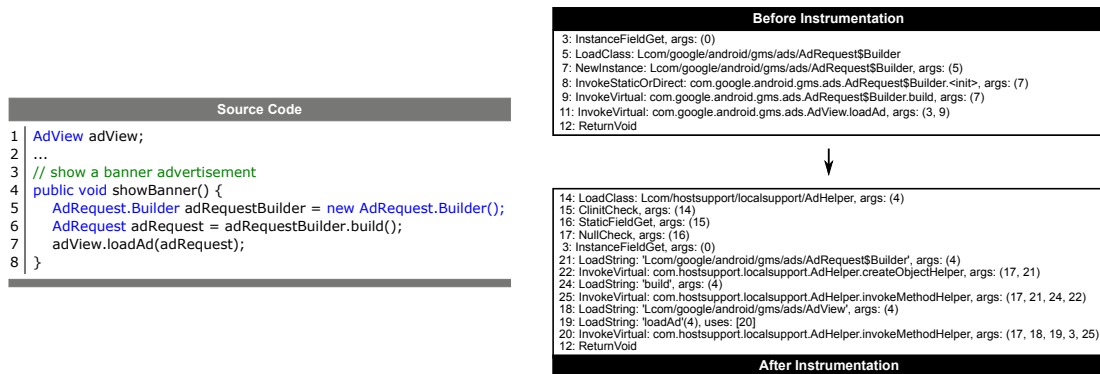 Source Code
1 AdView adView;
2 ...
3 // show a banner advertisement
4 public void showBanner() {
5 AdRequest.Builder adRequestBuilder = new AdRequest.Builder();
6 AdRequest adRequest = adRequestBuilder.build();
7 adView.loadAd(adRequest);
8 }
Before Instrumentation
3: InstanceFieldGet, args: (0)
5: LoadClass: Lcom/google/android/gms/ads/AdRequest$Builder
7: NewInstance: Lcom/google/android/gms/ads/AdRequest$Builder, args: (5)
8: InvokeStaticOrDirect: com.google.android.gms.ads.AdRequest$Builder.<init>, args: (7)
9: InvokeVirtual: com.google.android.gms.ads.AdRequest$Builder.build, args: (7)
11: InvokeVirtual: com.google.android.gms.ads.AdView.loadAd, args: (3, 9)
12: ReturnVoid
14: LoadClass: Lcom/hostsupport/localsupport/AdHelper, args: (4)
15: ClinitCheck, args: (14)
16: StaticFieldGet, args: (15)
17: NullCheck, args: (16)
3: InstanceFieldGet, args: (0)
21: LoadString: 'Lcom/google/android/gms/ads/AdRequest$Builder', args: (4)
22: InvokeVirtual: com.hostsupport.localsupport.AdHelper.createObjectHelper, args: (17, 21)
24: LoadString: 'build', args: (4)
25: InvokeVirtual: com.hostsupport.localsupport.AdHelper.invokeMethodHelper, args: (17, 21, 24, 22)
18: LoadString: 'Lcom/google/android/gms/ads/AdView', args: (4)
19: LoadString: 'loadAd'(4), uses: [20]
20: InvokeVirtual: com.hostsupport.localsupport.AdHelper.invokeMethodHelper, args: (17, 18, 19, 3, 25)
12: ReturnVoid
After Instrumentation